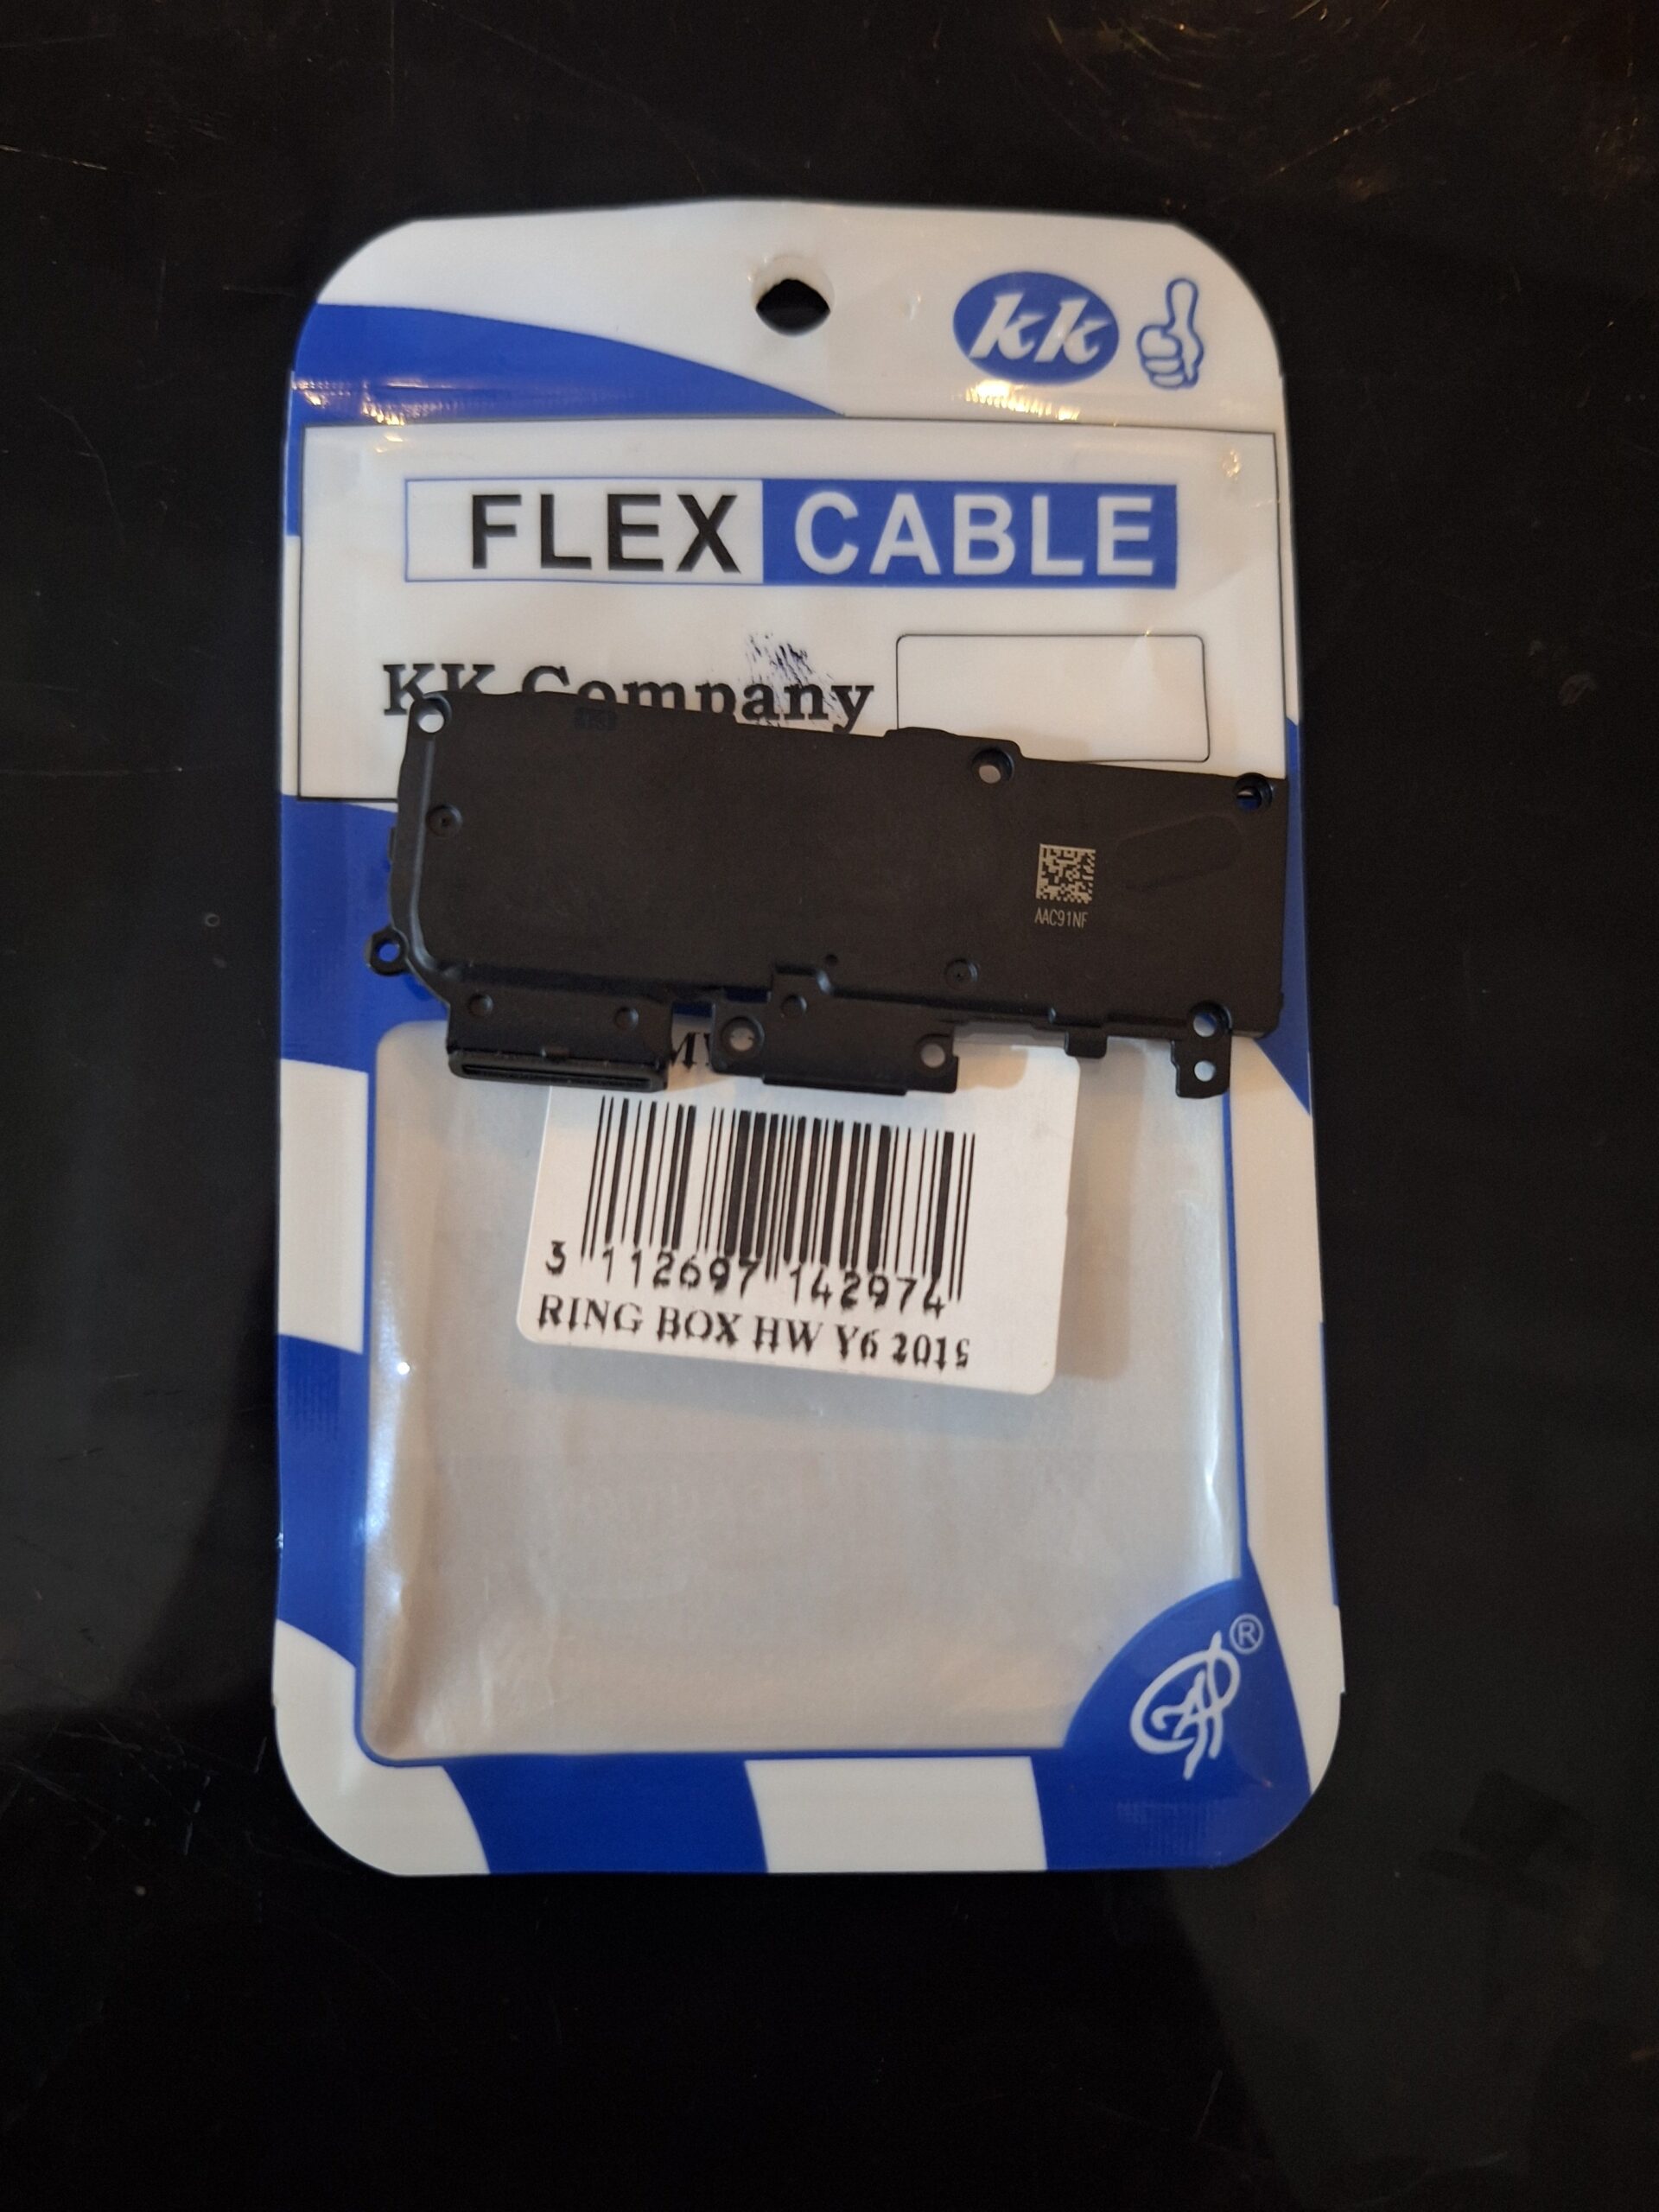 kk
FLEX CABLE
KK Company
AAC91NF
3 112697 142974
RING BOX HW Y6 2019
®